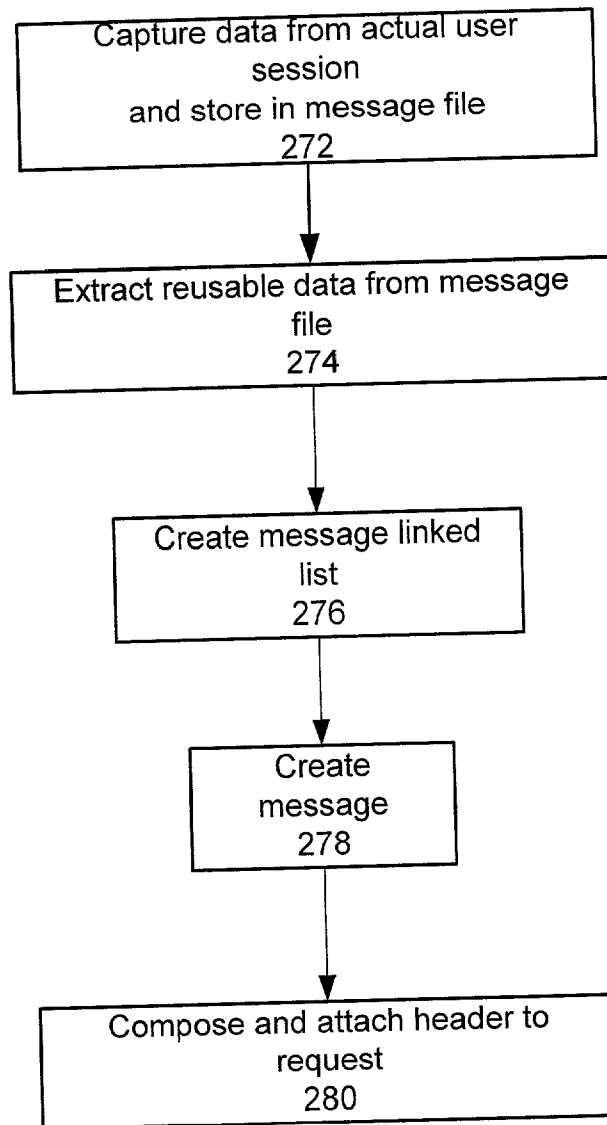 Capture data from actual user
session
and store in message file
272
Extract reusable data from message
file
274
Create message linked
list
276
Create
message
278
Compose and attach header to
request
280